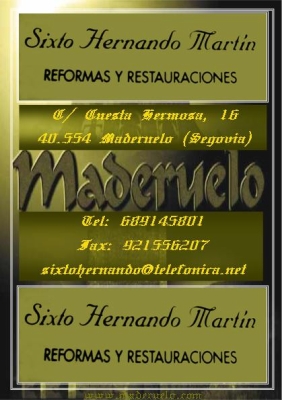 Sixto Hernando Martín
REFORMAS Y RESTAURACIONES
C/ Cuesta Hermosa, 16
40.554 Maderuelo (Segovia)
Maderuelo
Tel: 689145801
Fax: 921556207
sixtohernando@telefonica.net
Sixto Hernando Martín
REFORMAS Y RESTAURACIONES
www.maderuelo.com